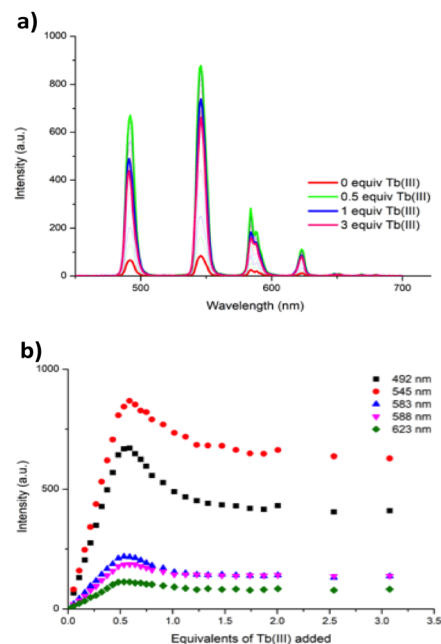 a)
1000
800
600
400
200
0
Intensity (a.u.)
0 equiv Tb(III)
0.5 equiv Tb(III)
1 equiv Tb(III)
3 equiv Tb(III)
500 600 700
Wavelength (nm)
b)
1000
500
0
Intensity (a.u.)
492 nm
545 nm
583 nm
588 nm
623 nm
0.0 0.5 1.0 1.5 2.0 2.5 3.0 3.5
Equivalents of Tb(III) added